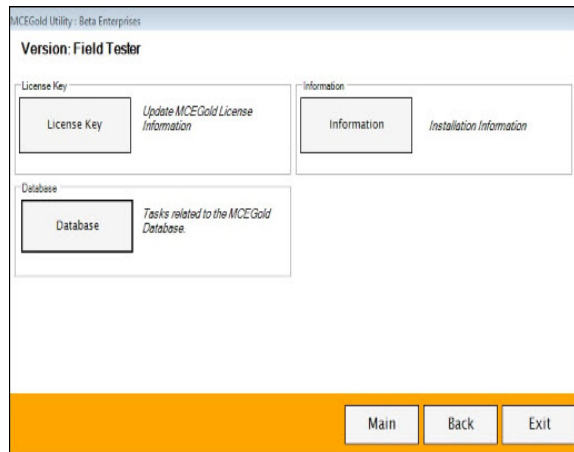 MCEGold Utility : Beta Enterprises
Version: Field Tester
License Key
License Key
Update MCEGold License
Information
Information
Information
Installation Information
Database
Database
Tasks related to the MCEGold
Database.
Main
Back
Exit